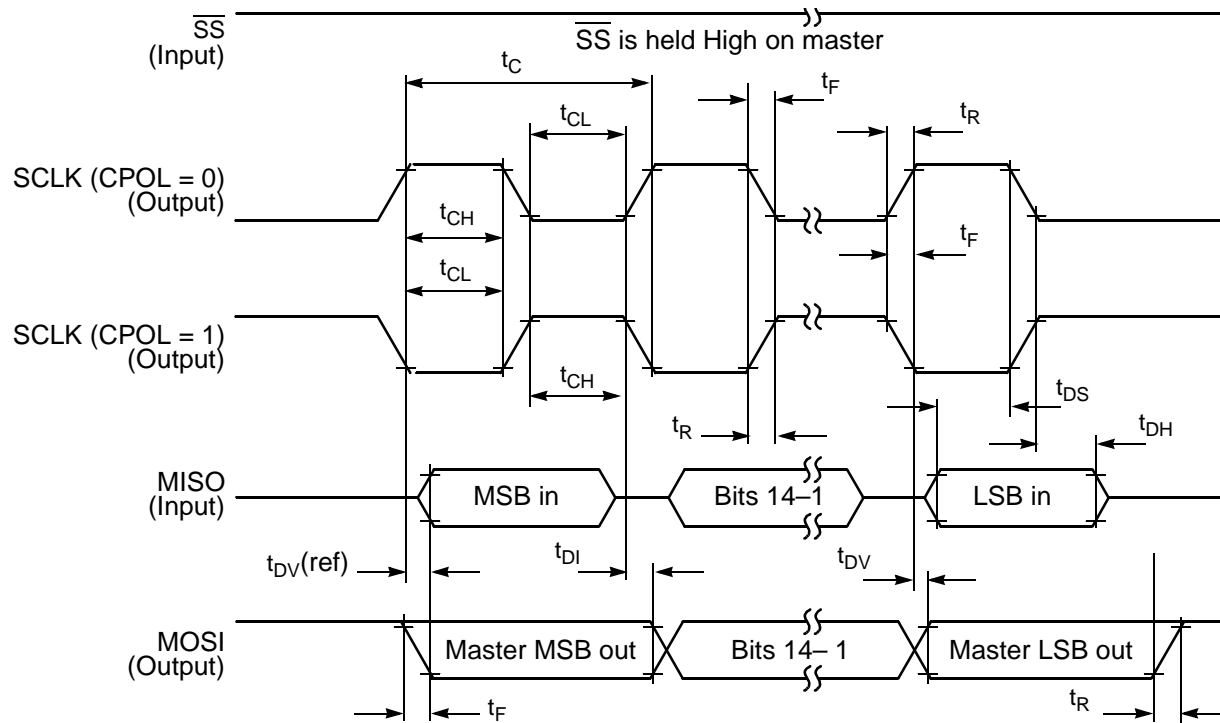 SS
(Input)
SS is held High on master
tC
tF
tCL
tR
SCLK (CPOL = 0)
(Output)
tCH
tF
tCL
SCLK (CPOL = 1)
(Output)
tCH
tDS
tR
tDH
MISO
(Input)
MSB in
Bits 14–1
LSB in
tDV(ref)
tDI
tDV
MOSI
(Output)
Master MSB out
Bits 14– 1
Master LSB out
tF
tR